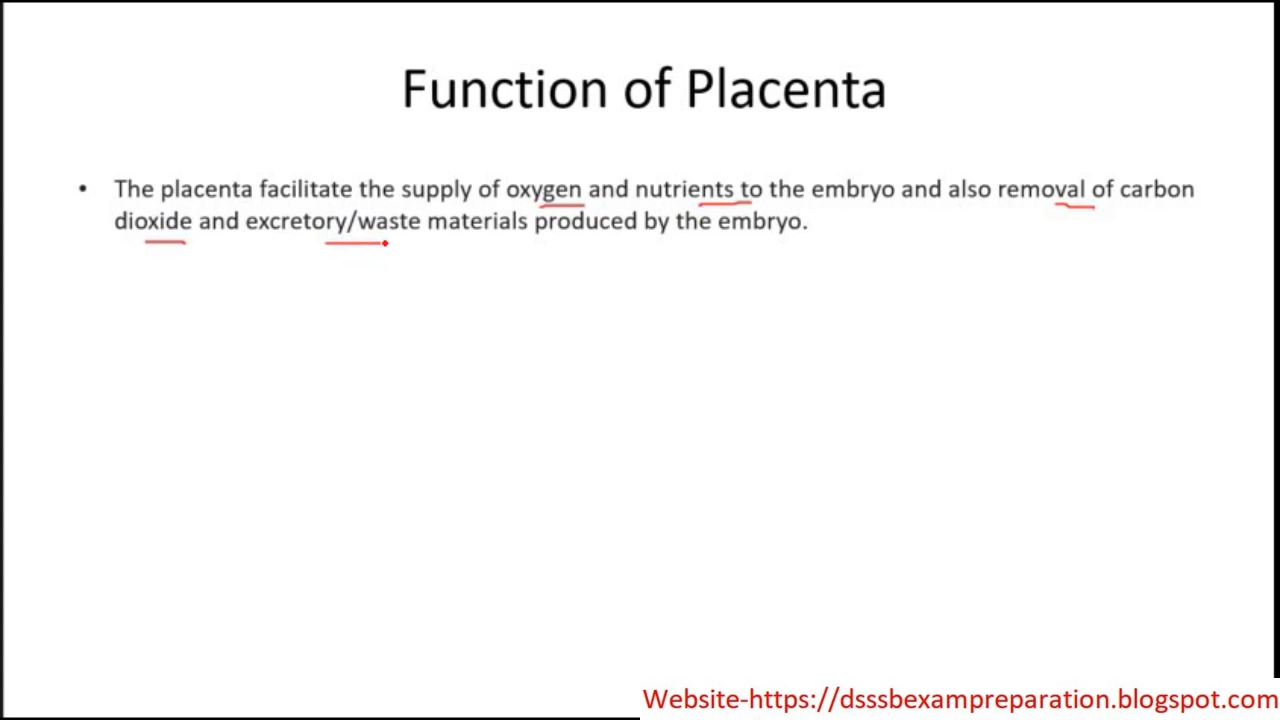 Function of Placenta
• The placenta facilitate the supply of oxygen and nutrients to the embryo and also removal of carbon
dioxide and excretory/waste materials produced by the embryo.
Website-https://dsssbexampreparation.blogspot.com